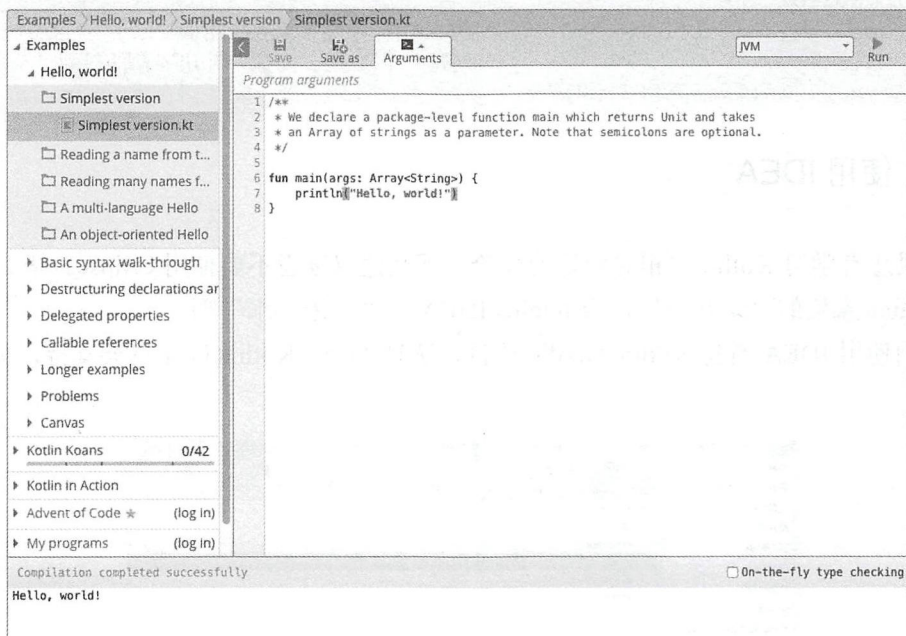 Examples Hello, world! Simplest version Simplest version.kt
Examples
Hello, world!
Simplest version
Simplest version.kt
Reading a name from t...
Reading many names f...
A multi-language Hello
An object-oriented Hello
Basic syntax walk-through
Destructuring declarations ar
Delegated properties
Callable references
Longer examples
Problems
Canvas
Kotlin Koans 0/42
Kotlin in Action
Advent of Code (log in)
My programs (log in)
Save Save as Arguments JVM Run
Program arguments
1 /**
2 * We declare a package-level function main which returns Unit and takes
3 * an Array of strings as a parameter. Note that semicolons are optional.
4 */
5
6 fun main(args: Array<String>) {
7 println("Hello, world!")
8 }
Compilation completed successfully On-the-fly type checking
Hello, world!